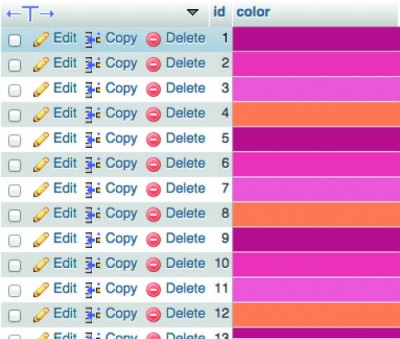 id color
Edit Copy Delete 1
Edit Copy Delete 2
Edit Copy Delete 3
Edit Copy Delete 4
Edit Copy Delete 5
Edit Copy Delete 6
Edit Copy Delete 7
Edit Copy Delete 8
Edit Copy Delete 9
Edit Copy Delete 10
Edit Copy Delete 11
Edit Copy Delete 12
Edit Copy Delete 13